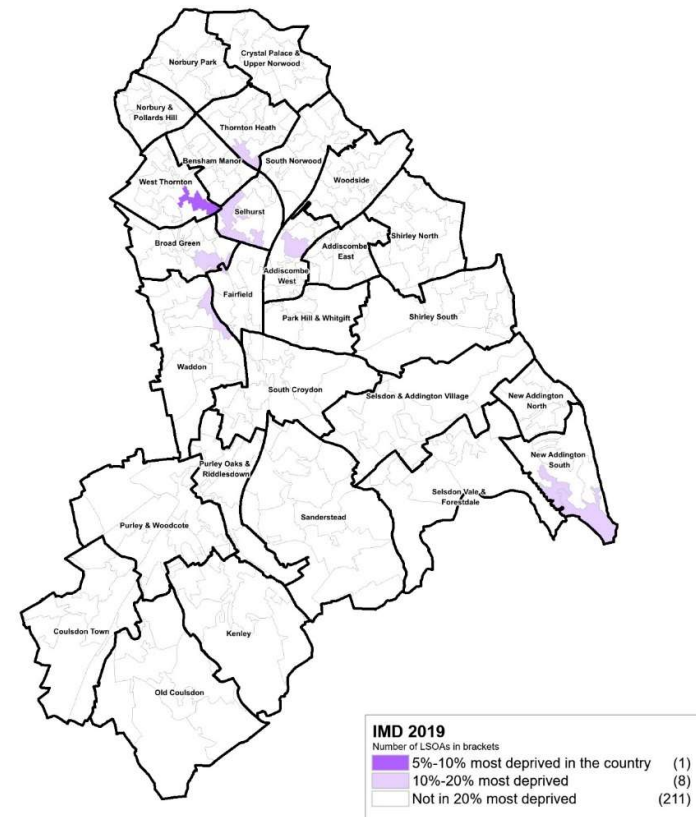 Norbury Park
Crystal Palace &
Upper Norwood
Norbury &
Pollards Hill
Thornton Heath
Bensham Manor
South Norwood
West Thornton
Woodside
Selhurst
Broad Green
Addiscombe
East
Shirley North
Addiscombe
West
Fairfield
Park Hill & Whitgift
Shirley South
Waddon
South Croydon
Selsdon & Addington Village
New Addington
North
New Addington
South
Purley Oaks &
Riddlesdown
Selsdon Vale &
Forestdale
Sanderstead
Purley & Woodcote
Coulsdon Town
Kenley
Old Coulsdon
IMD 2019
Number of LSOAs in brackets
5%-10% most deprived in the country (1)
10%-20% most deprived (8)
Not in 20% most deprived (211)